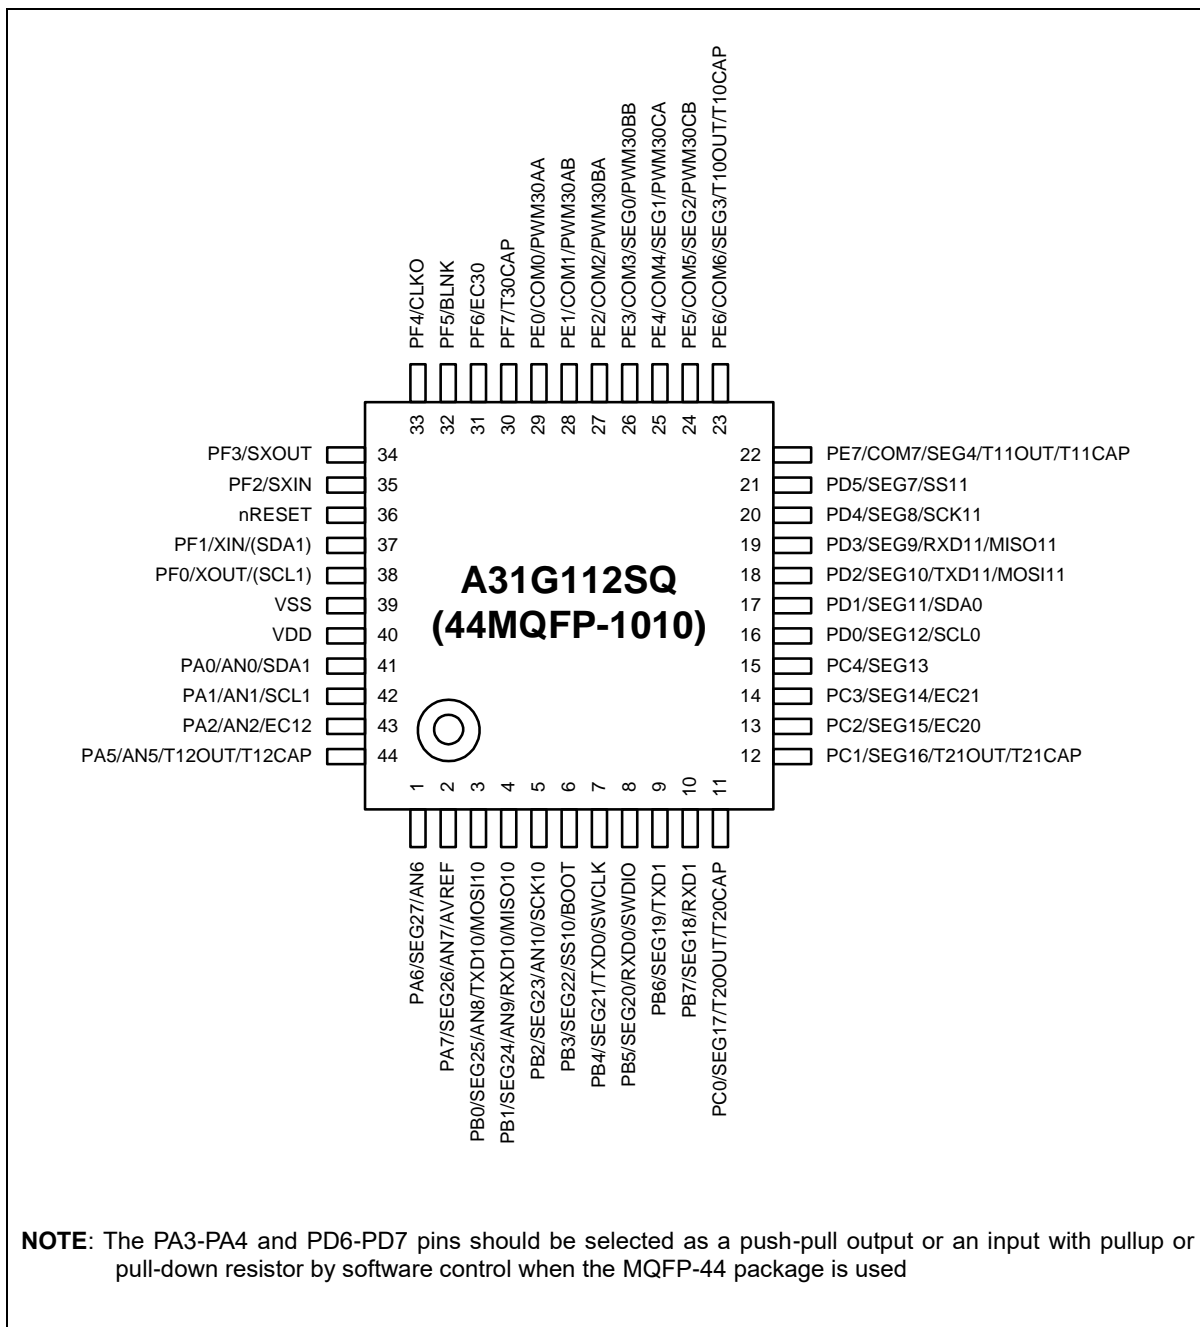 PF4/CLKO
PF5/BLNK
PF6/EC30
PF7/T30CAP
PE0/COM0/PWM30AA
PE1/COM1/PWM30AB
PE2/COM2/PWM30BA
PE3/COM3/SEG0/PWM30BB
PE4/COM4/SEG1/PWM30CA
PE5/COM5/SEG2/PWM30CB
PE6/COM6/SEG3/T10OUT/T10CAP
33 32 31 30 29 28 27 26 25 24 23
PF3/SXOUT 34
PF2/SXIN 35
nRESET 36
PF1/XIN/(SDA1) 37
PF0/XOUT/(SCL1) 38
VSS 39
VDD 40
PA0/AN0/SDA1 41
PA1/AN1/SCL1 42
PA2/AN2/EC12 43
PA5/AN5/T12OUT/T12CAP 44
A31G112SQ
(44MQFP-1010)
22 PE7/COM7/SEG4/T11OUT/T11CAP
21 PD5/SEG7/SS11
20 PD4/SEG8/SCK11
19 PD3/SEG9/RXD11/MISO11
18 PD2/SEG10/TXD11/MOSI11
17 PD1/SEG11/SDA0
16 PD0/SEG12/SCL0
15 PC4/SEG13
14 PC3/SEG14/EC21
13 PC2/SEG15/EC20
12 PC1/SEG16/T21OUT/T21CAP
1 2 3 4 5 6 7 8 9 10 11
PA6/SEG27/AN6
PA7/SEG26/AN7/AVREF
PB0/SEG25/AN8/TXD10/MOSI10
PB1/SEG24/AN9/RXD10/MISO10
PB2/SEG23/AN10/SCK10
PB3/SEG22/SS10/BOOT
PB4/SEG21/TXD0/SWCLK
PB5/SEG20/RXD0/SWDIO
PB6/SEG19/TXD1
PB7/SEG18/RXD1
PC0/SEG17/T20OUT/T20CAP
NOTE: The PA3-PA4 and PD6-PD7 pins should be selected as a push-pull output or an input with pullup or
pull-down resistor by software control when the MQFP-44 package is used